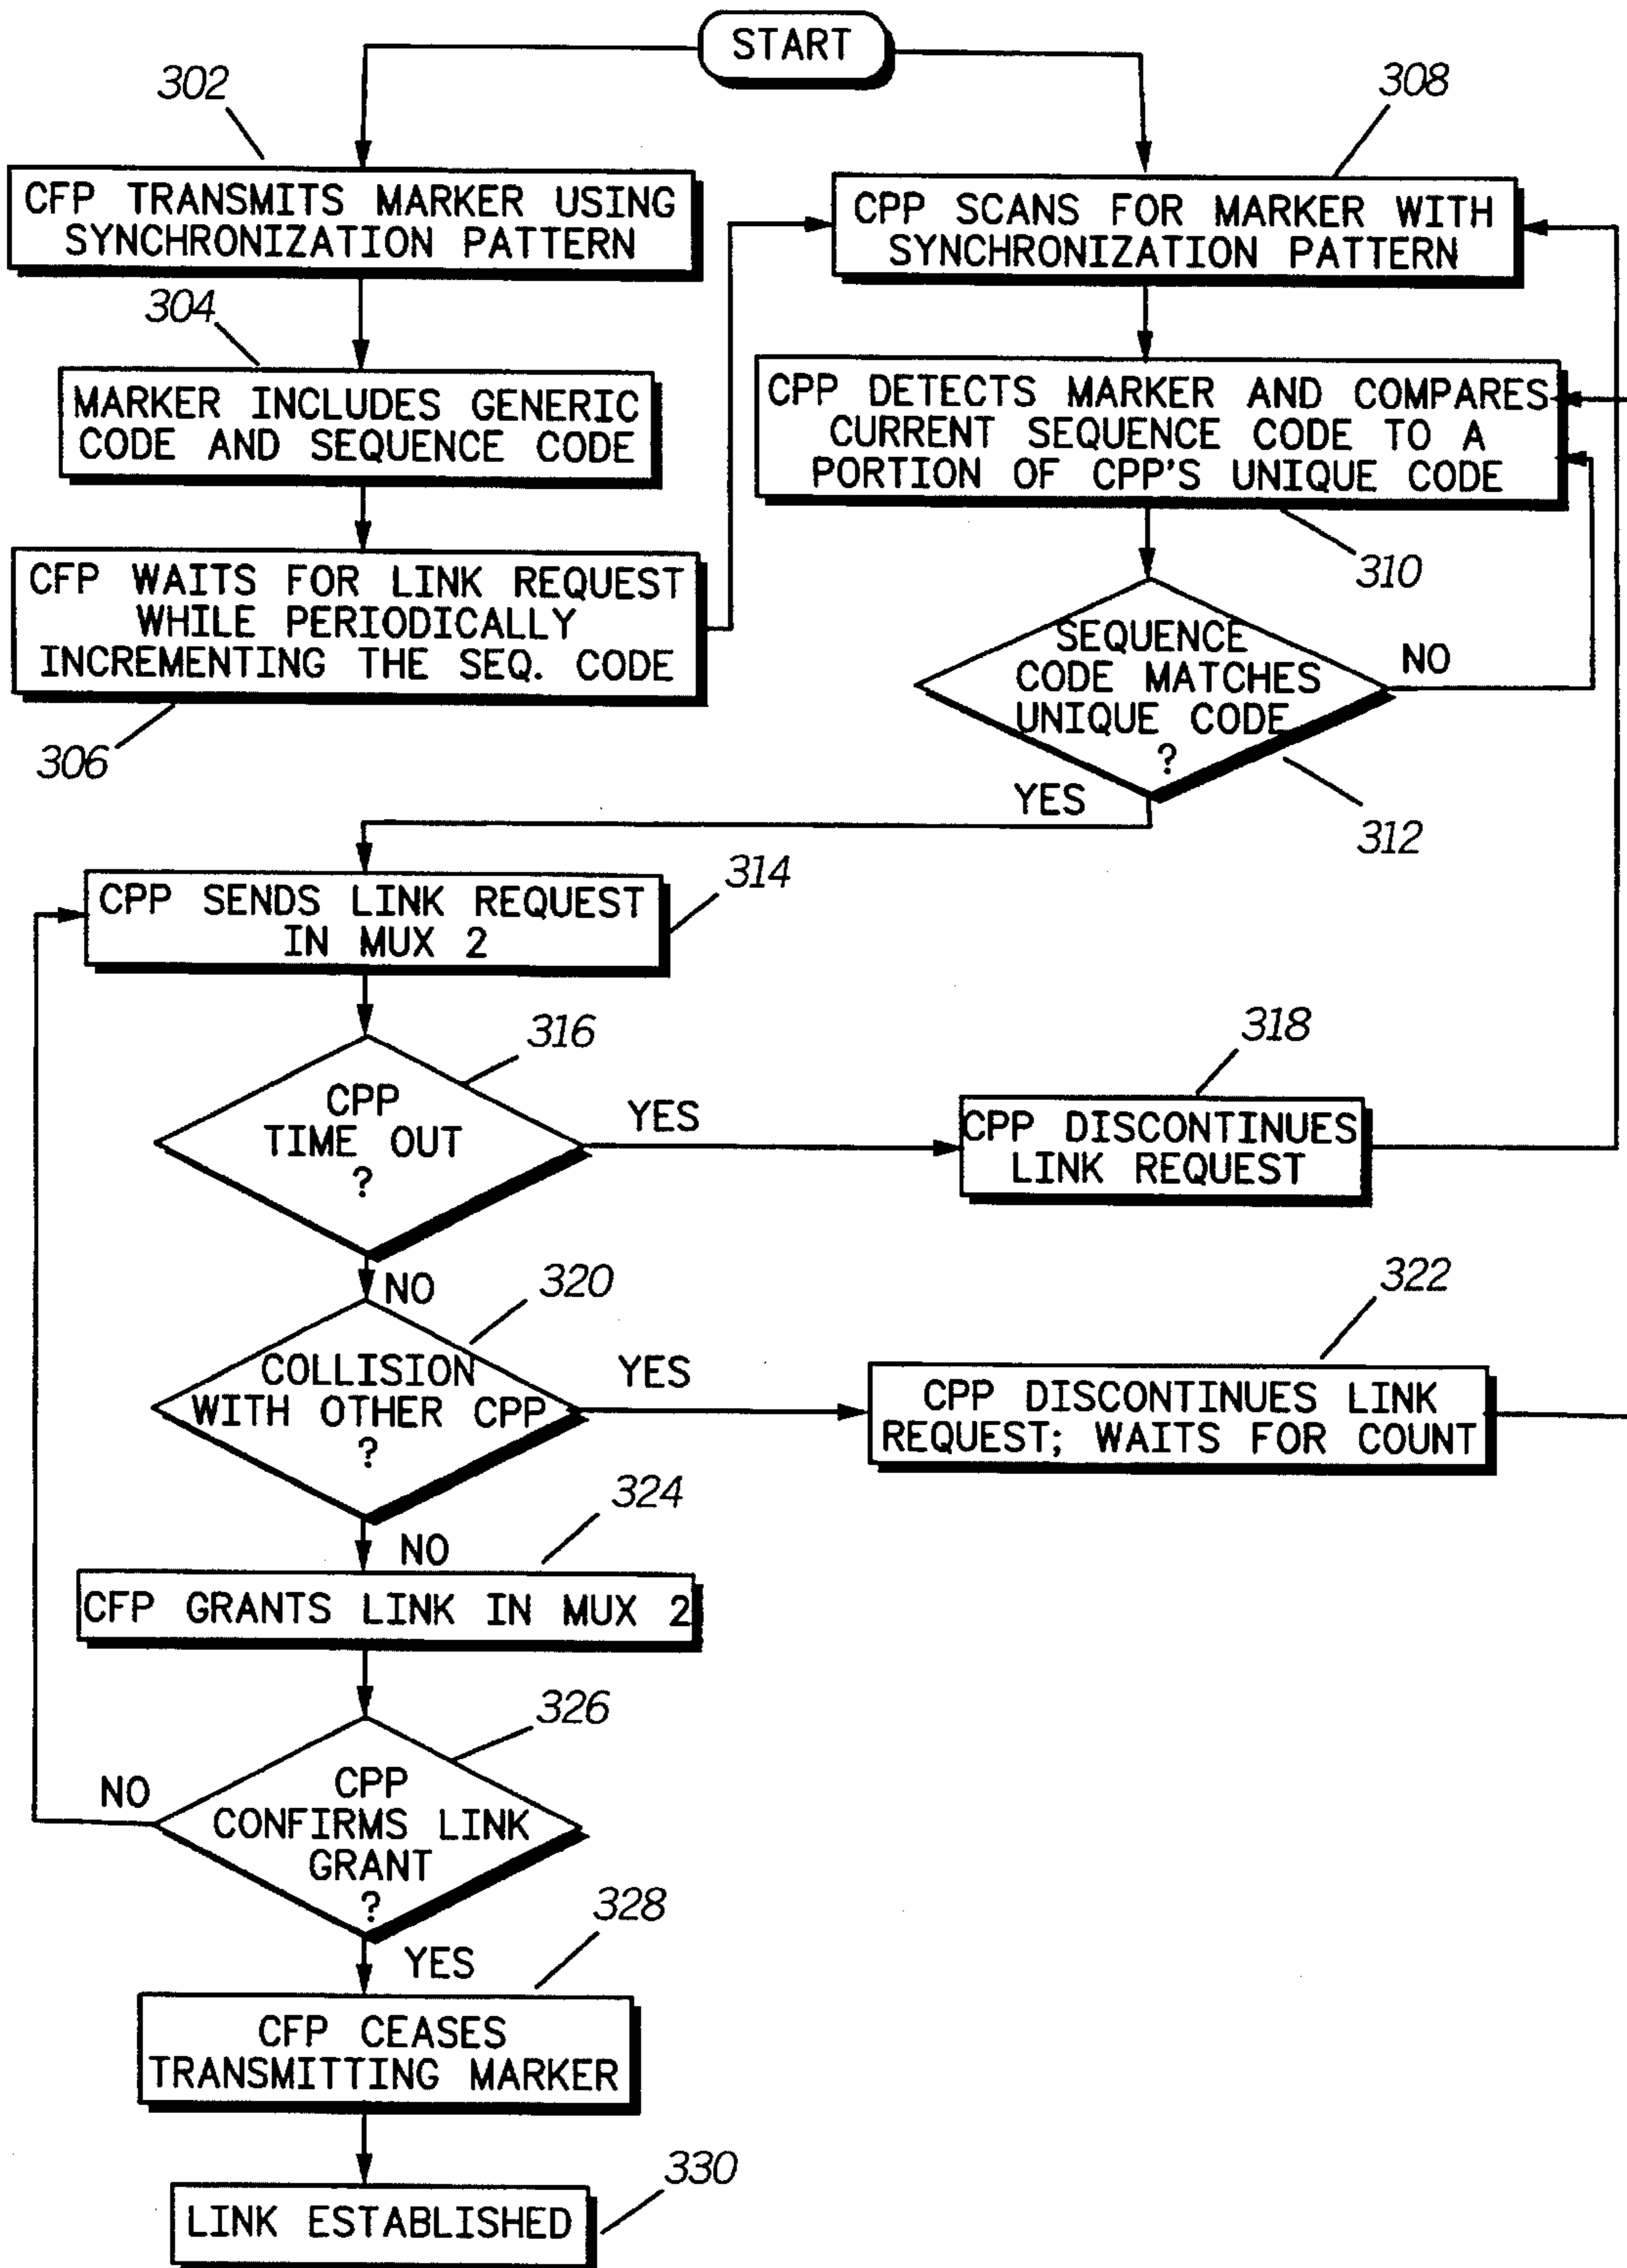 START
302
308
CFP TRANSMITS MARKER USING
SYNCHRONIZATION PATTERN
CPP SCANS FOR MARKER WITH
SYNCHRONIZATION PATTERN
304
MARKER INCLUDES GENERIC
CODE AND SEQUENCE CODE
CPP DETECTS MARKER AND COMPARES
CURRENT SEQUENCE CODE TO A
PORTION OF CPP'S UNIQUE CODE
310
CFP WAITS FOR LINK REQUEST
WHILE PERIODICALLY
INCREMENTING THE SEQ. CODE
306
SEQUENCE
CODE MATCHES
UNIQUE CODE
?
NO
YES
312
CPP SENDS LINK REQUEST
IN MUX 2
314
316
CPP
TIME OUT
?
YES
318
CPP DISCONTINUES
LINK REQUEST
NO
320
COLLISION
WITH OTHER CPP
?
YES
322
CPP DISCONTINUES LINK
REQUEST; WAITS FOR COUNT
NO
324
CFP GRANTS LINK IN MUX 2
326
CPP
CONFIRMS LINK
GRANT
?
NO
YES
328
CFP CEASES
TRANSMITTING MARKER
330
LINK ESTABLISHED